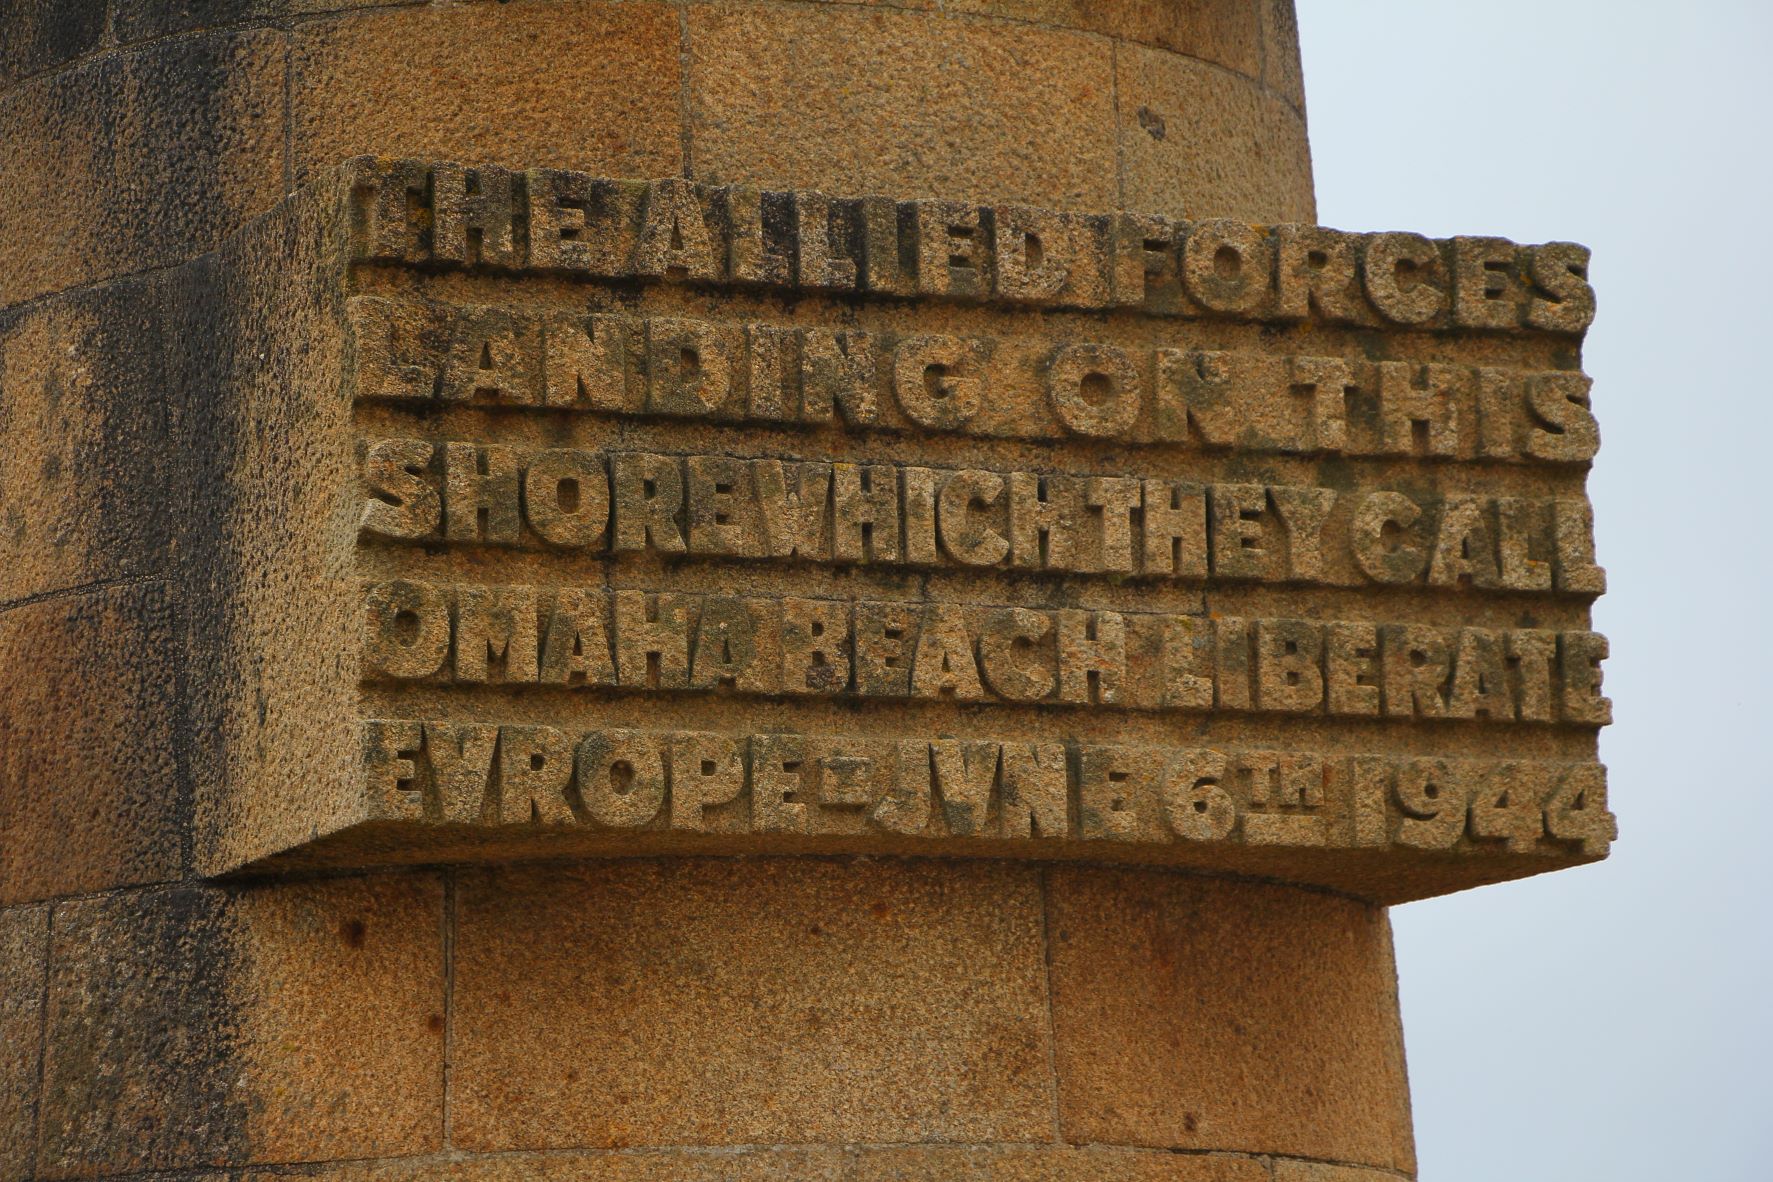 THE ALLIED FORCES
LANDING ON THIS
SHORE WHICH THEY CALL
OMAHA BEACH LIBERATE
EVROPE = JVNE 6TH 1944